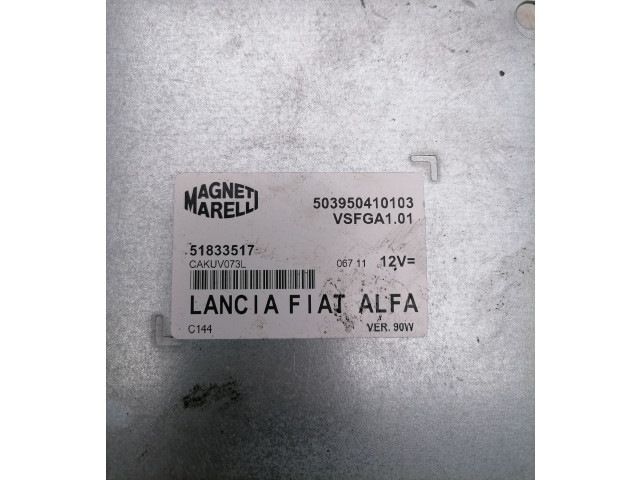 MAGNETI
MARELLI
503950410103
VSFGA1.01
51833517
CAKUV073L
067 11 12V=
LANCIA FIAT ALFA
C144 VER. 90W